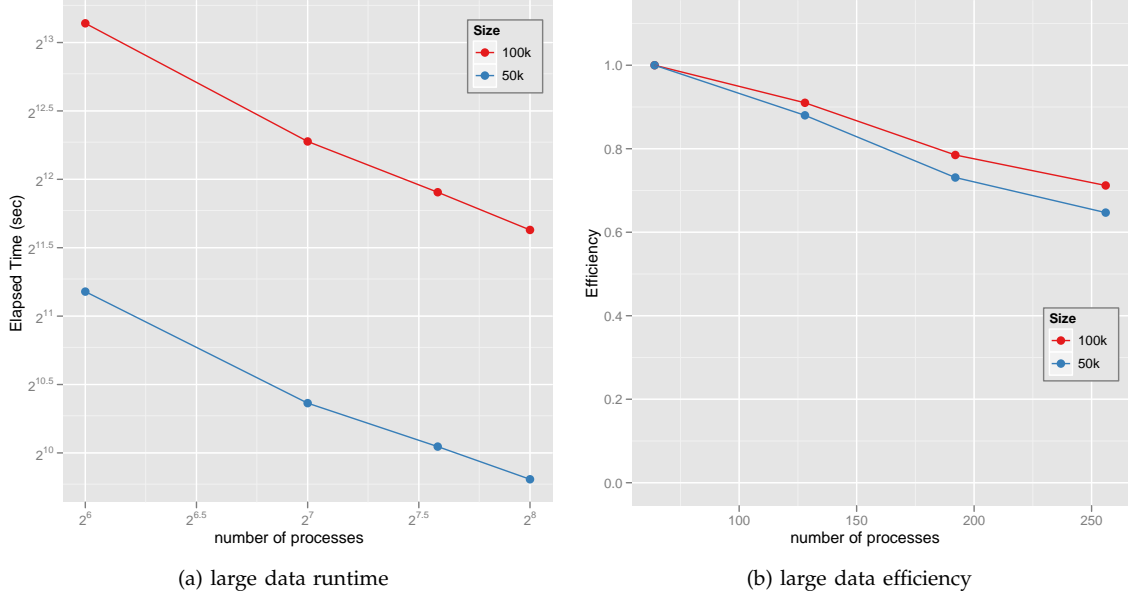 2^13
2^12.5
2^12
2^11.5
2^11
2^10.5
2^10
Elapsed Time (sec)
Size
100k
50k
2^6
2^6.5
2^7
2^7.5
2^8
number of processes
(a) large data runtime
1.0
0.8
0.6
0.4
0.2
0.0
Efficiency
Size
100k
50k
100
150
200
250
number of processes
(b) large data efficiency